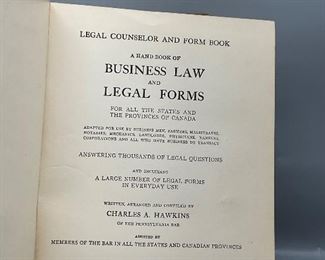 LEGAL COUNSELOR AND FORM BOOK
A HAND BOOK OF
BUSINESS LAW
AND
LEGAL FORMS
FOR ALL THE STATES AND
THE PROVINCES OF CANADA
ADAPTED FOR USE BY BUSINESS MEN, FARMERS, MAGISTRATES,
NOTARIES, MECHANICS, LANDLORDS, PHYSICIANS, BANKERS,
CORPORATIONS AND ALL WHO HAVE BUSINESS TO TRANSACT
ANSWERING THOUSANDS OF LEGAL QUESTIONS
AND INCLUDING
A LARGE NUMBER OF LEGAL FORMS
IN EVERYDAY USE
WRITTEN, ARRANGED AND COMPILED BY
CHARLES A. HAWKINS
OF THE PENNSYLVANIA BAR
ASSISTED BY
MEMBERS OF THE BAR IN ALL THE STATES AND CANADIAN PROVINCES